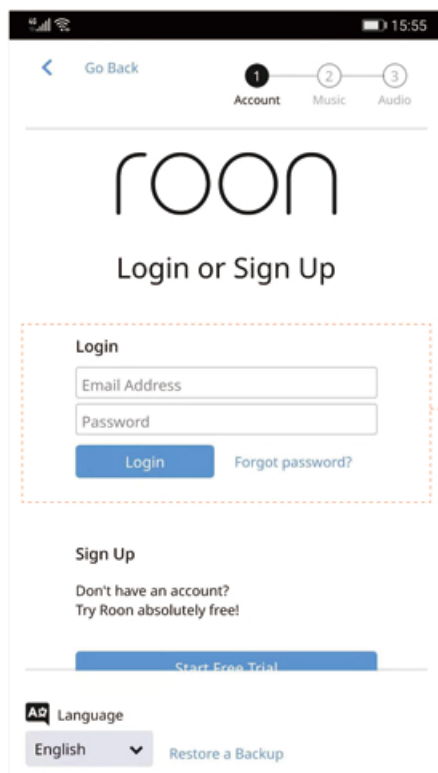 4G 15:55
Go Back
1 2 3
Account Music Audio
roon
Login or Sign Up
Login
Email Address
Password
Login Forgot password?
Sign Up
Don't have an account?
Try Roon absolutely free!
Start Free Trial
Language
English
Restore a Backup